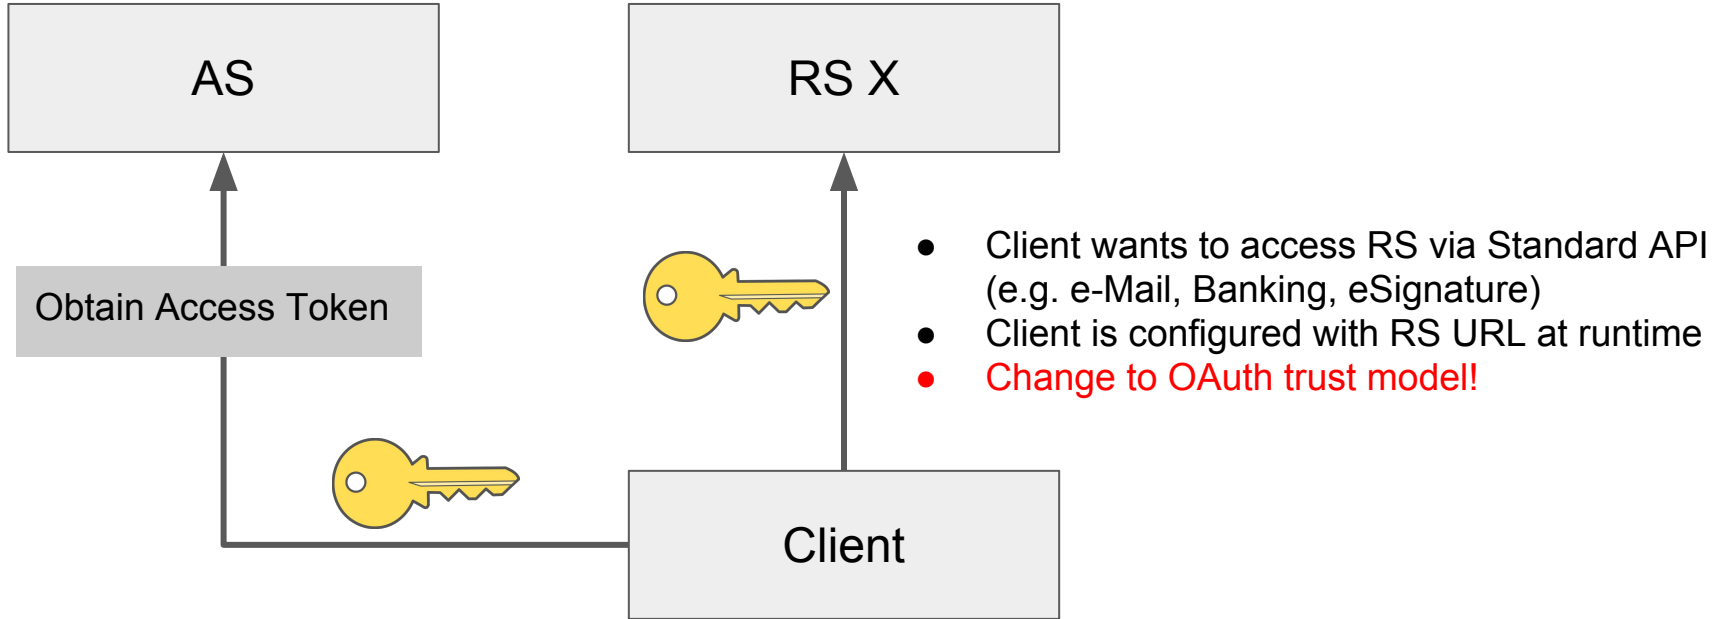 AS
RS X
Obtain Access Token
● Client wants to access RS via Standard API
(e.g. e-Mail, Banking, eSignature)
● Client is configured with RS URL at runtime
● Change to OAuth trust model!
Client